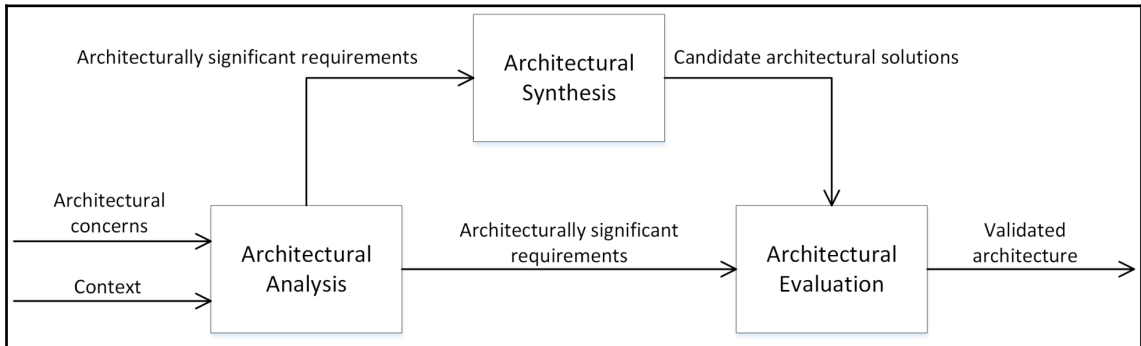 Architecturally significant requirements
Architectural
Synthesis
Candidate architectural solutions
Architectural
concerns
Context
Architectural
Analysis
Architecturally significant
requirements
Architectural
Evaluation
Validated
architecture